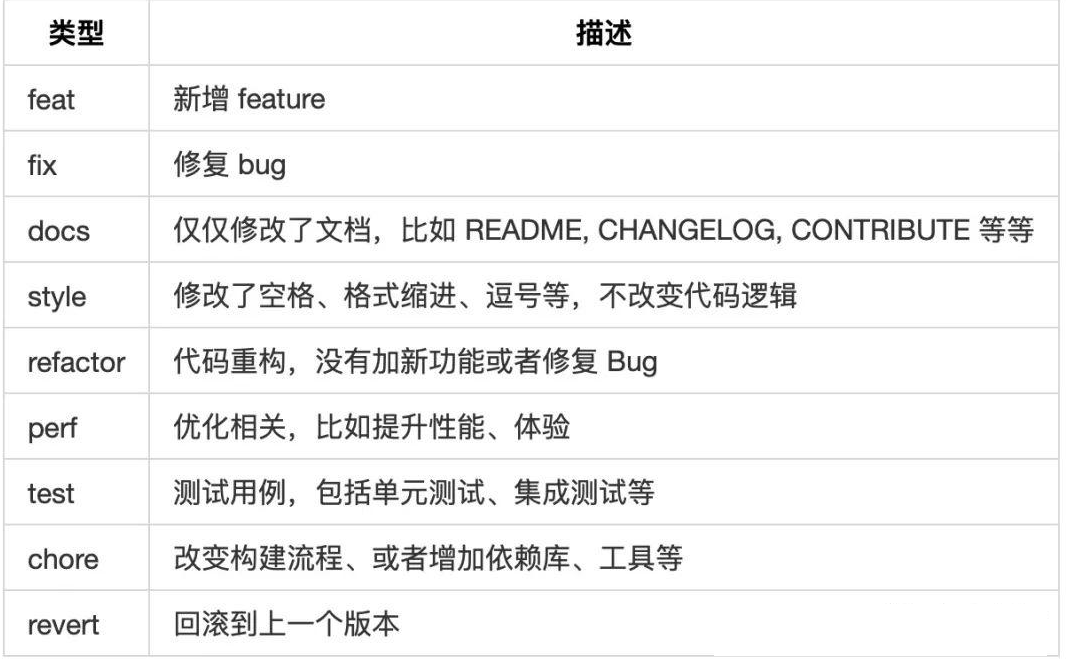 类型 描述
feat 新增 feature
fix 修复 bug
docs 仅仅修改了文档，比如 README, CHANGELOG, CONTRIBUTE 等等
style 修改了空格、格式缩进、逗号等，不改变代码逻辑
refactor 代码重构，没有加新功能或者修复 Bug
perf 优化相关，比如提升性能、体验
test 测试用例，包括单元测试、集成测试等
chore 改变构建流程、或者增加依赖库、工具等
revert 回滚到上一个版本